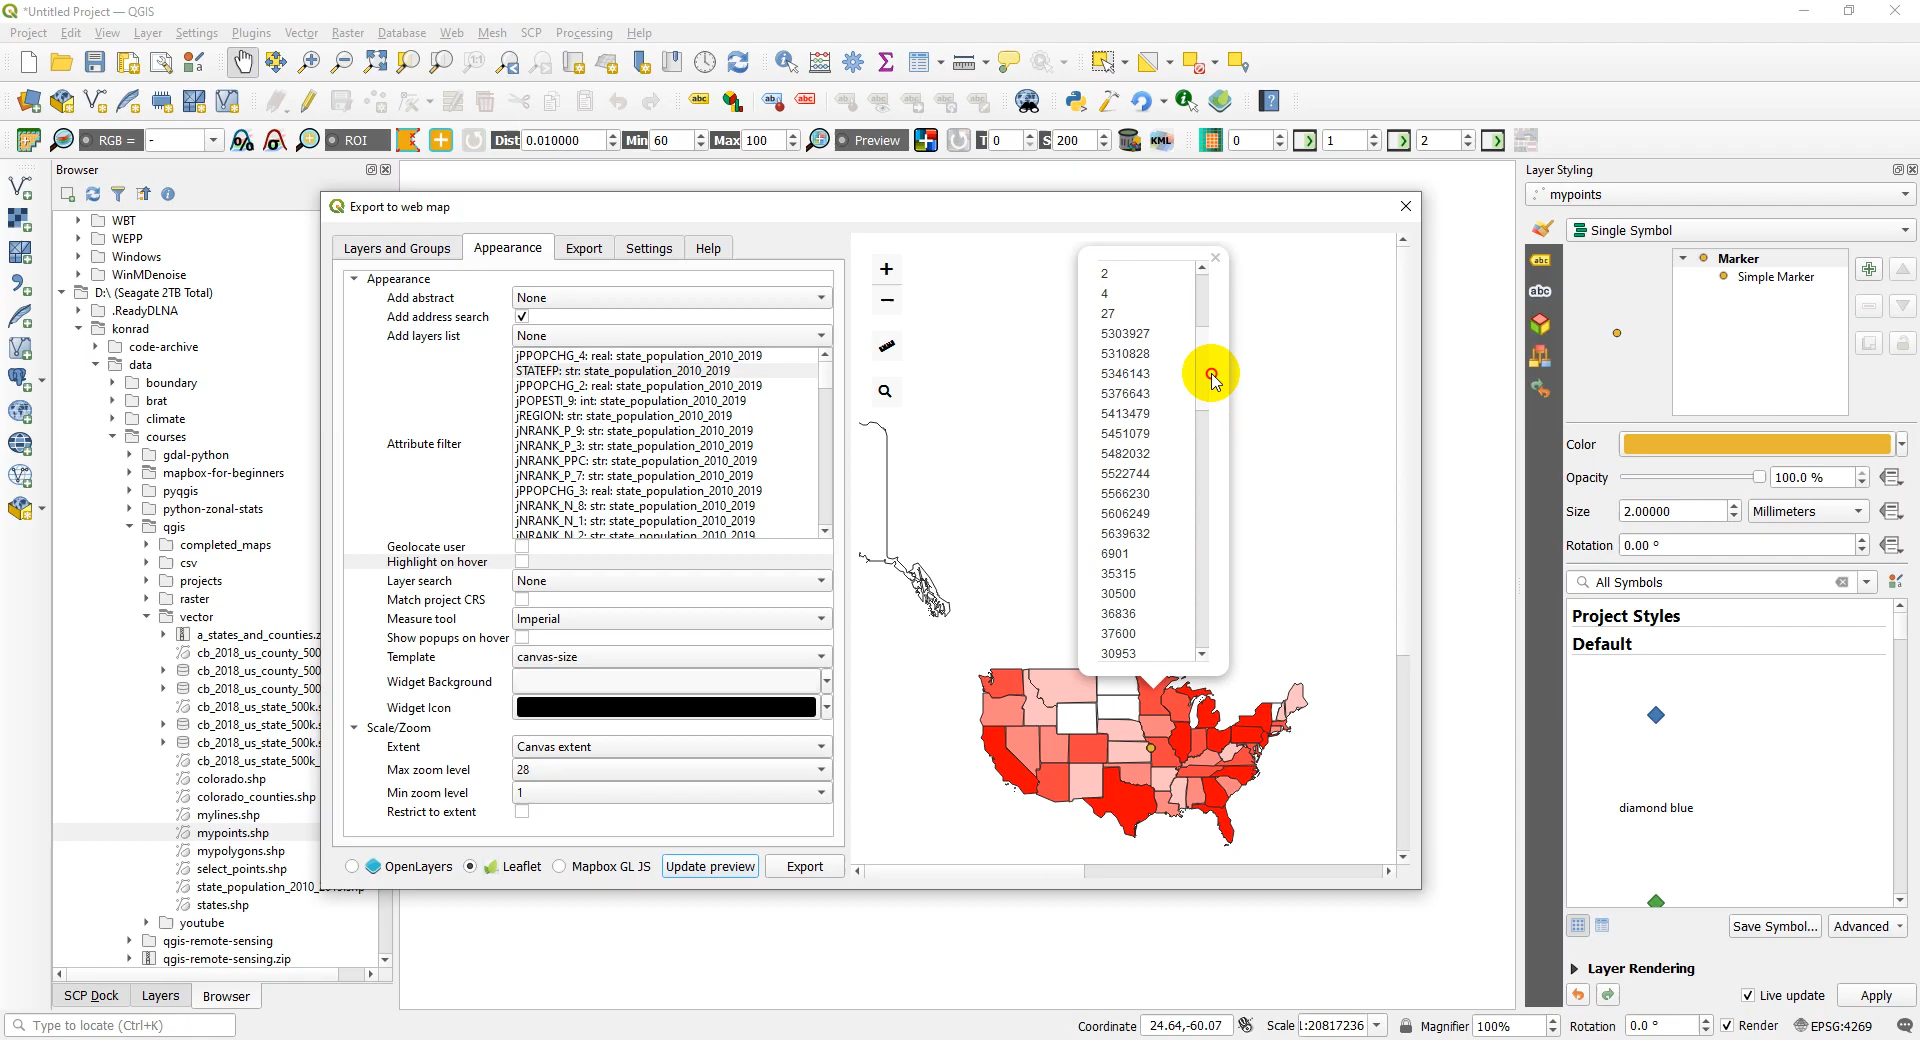 *Untitled Project — QGIS
Project Edit View Layer Settings Plugins Vector Raster Database Web Mesh SCP Processing Help
RGB = - ROI Dist 0.010000 Min 60 Max 100 Preview T 0 S 200 KML 0 1 2
Browser
WBT
WEPP
Windows
WinMDenoise
D:\ (Seagate 2TB Total)
.ReadyDLNA
konrad
code-archive
data
boundary
brat
climate
courses
gdal-python
mapbox-for-beginners
pyqgis
python-zonal-stats
qgis
completed_maps
csv
projects
raster
vector
a_states_and_counties.z
cb_2018_us_county_500
cb_2018_us_county_500
cb_2018_us_county_500
cb_2018_us_state_500k.
cb_2018_us_state_500k.s
cb_2018_us_state_500k.s
cb_2018_us_state_500k_
colorado.shp
colorado_counties.shp
mylines.shp
mypoints.shp
mypolygons.shp
select_points.shp
state_population_2010_2019.shp
states.shp
youtube
qgis-remote-sensing
qgis-remote-sensing.zip
SCP Dock Layers Browser
Export to web map
Layers and Groups Appearance Export Settings Help
Appearance
Add abstract None
Add address search
Add layers list None
Attribute filter
jPPOPCHG_4: real: state_population_2010_2019
STATEFP: str: state_population_2010_2019
jPPOPCHG_2: real: state_population_2010_2019
jPOPESTI_9: int: state_population_2010_2019
jREGION: str: state_population_2010_2019
jNRANK_P_9: str: state_population_2010_2019
jNRANK_P_3: str: state_population_2010_2019
jNRANK_PPC: str: state_population_2010_2019
jNRANK_P_7: str: state_population_2010_2019
jPPOPCHG_3: real: state_population_2010_2019
jNRANK_N_8: str: state_population_2010_2019
jNRANK_N_1: str: state_population_2010_2019
jNRANK_N_2: str: state_population_2010_2019
Geolocate user
Highlight on hover
Layer search None
Match project CRS
Measure tool Imperial
Show popups on hover
Template canvas-size
Widget Background
Widget Icon
Scale/Zoom
Extent Canvas extent
Max zoom level 28
Min zoom level 1
Restrict to extent
OpenLayers Leaflet Mapbox GL JS Update preview Export
+
−
2
4
27
5303927
5310828
5346143
5376643
5413479
5451079
5482032
5522744
5566230
5606249
5639632
6901
35315
30500
36836
37600
30953
Layer Styling
mypoints
Single Symbol
Marker
Simple Marker
Color
Opacity 100.0 %
Size 2.00000 Millimeters
Rotation 0.00 °
All Symbols
Project Styles
Default
diamond blue
Save Symbol... Advanced
Layer Rendering
Live update Apply
Type to locate (Ctrl+K)
Coordinate 24.64,-60.07 Scale 1:20817236 Magnifier 100% Rotation 0.0 ° Render EPSG:4269